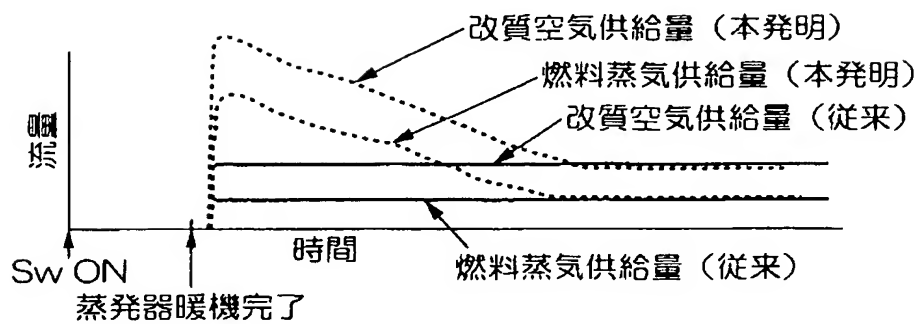 改質空気供給量（本発明）
燃料蒸気供給量（本発明）
改質空気供給量（従来）
流量
時間
燃料蒸気供給量（従来）
Sw ON
蒸発器暖機完了